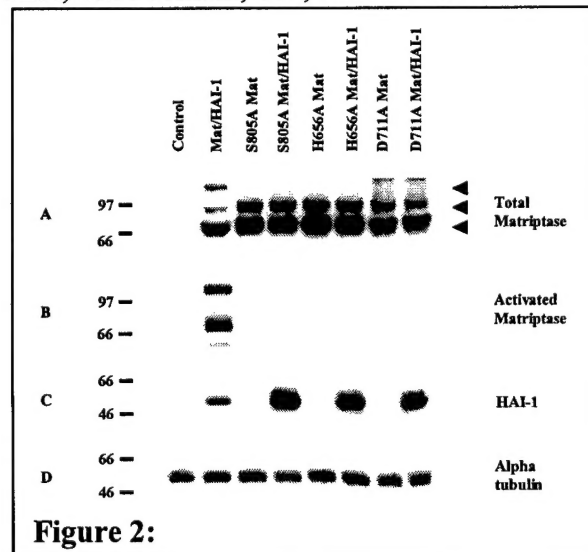 Control
Mat/HAI-1
S805A Mat
S805A Mat/HAI-1
H656A Mat
H656A Mat/HAI-1
D711A Mat
D711A Mat/HAI-1
A
97
66
Total
Matriptase
B
97
66
Activated
Matriptase
C
66
46
HAI-1
D
66
46
Alpha
tubulin
Figure 2: